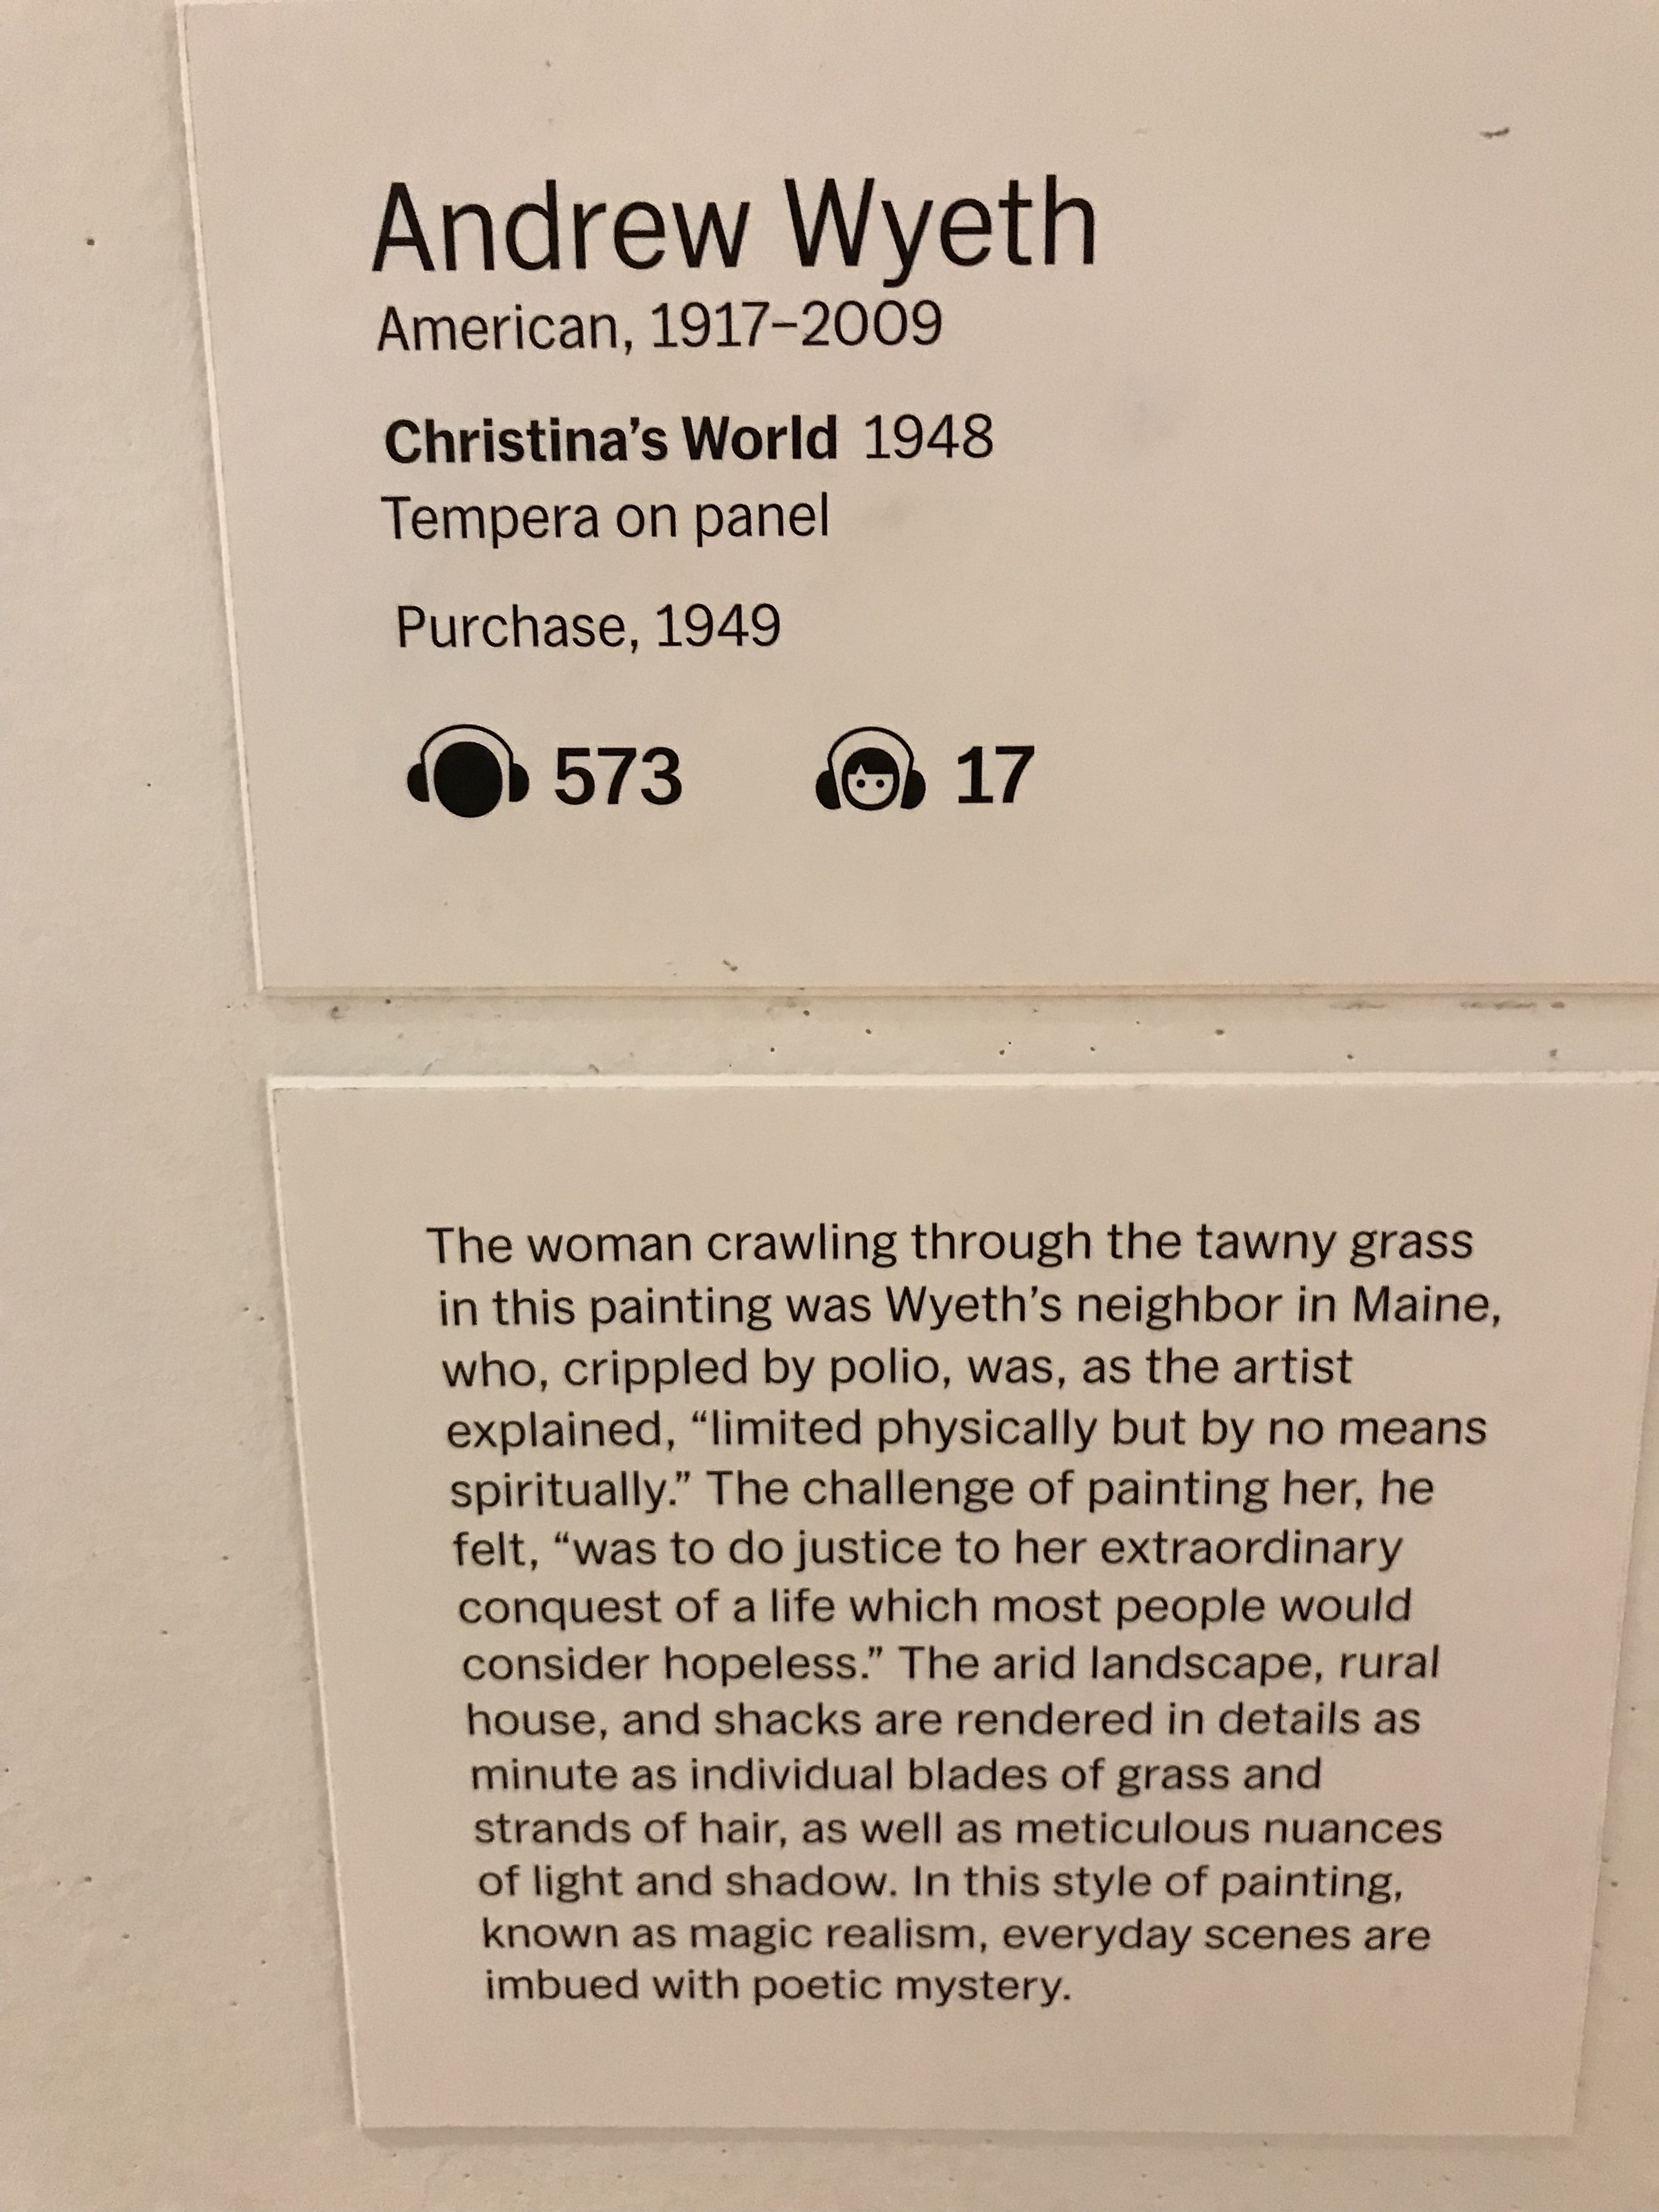 Andrew Wyeth
American, 1917–2009
Christina’s World 1948
Tempera on panel
Purchase, 1949
573 17
The woman crawling through the tawny grass
in this painting was Wyeth’s neighbor in Maine,
who, crippled by polio, was, as the artist
explained, “limited physically but by no means
spiritually.” The challenge of painting her, he
felt, “was to do justice to her extraordinary
conquest of a life which most people would
consider hopeless.” The arid landscape, rural
house, and shacks are rendered in details as
minute as individual blades of grass and
strands of hair, as well as meticulous nuances
of light and shadow. In this style of painting,
known as magic realism, everyday scenes are
imbued with poetic mystery.